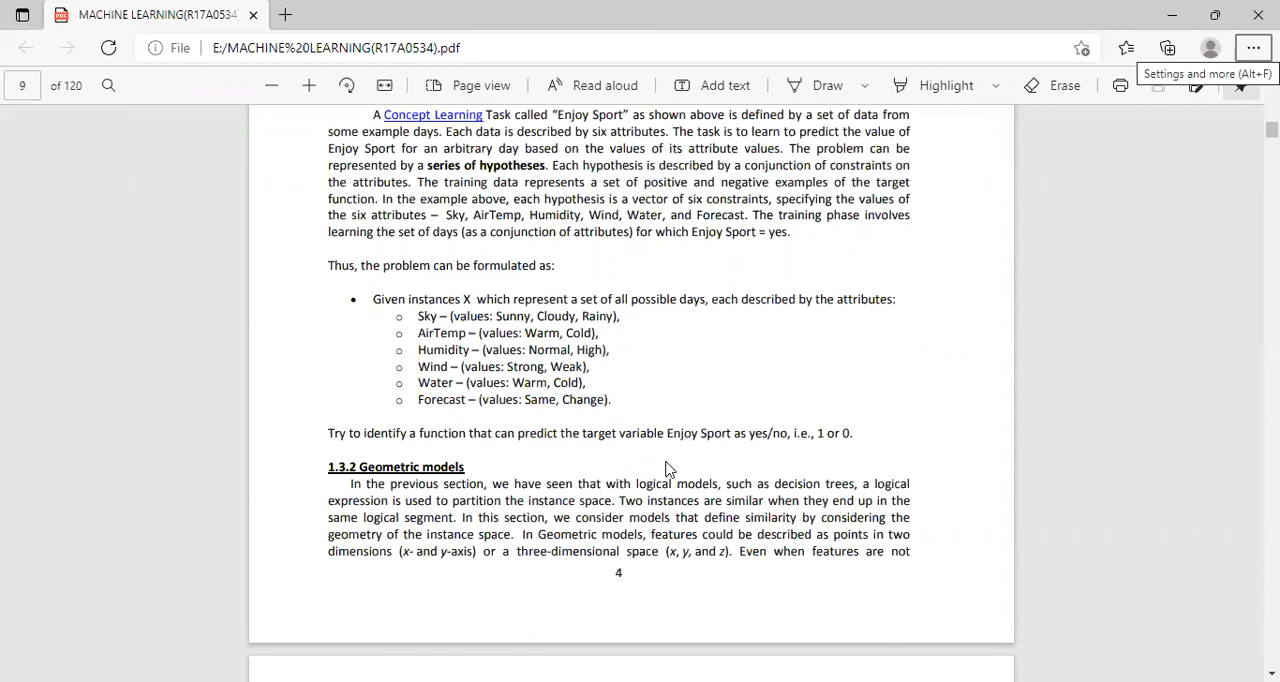 MACHINE LEARNING(R17A0534
File
E:/MACHINE%20LEARNING(R17A0534).pdf
9 of 120
Page view
Read aloud
Add text
Draw
Highlight
Erase
Settings and more (Alt+F)
A Concept Learning Task called “Enjoy Sport” as shown above is defined by a set of data from
some example days. Each data is described by six attributes. The task is to learn to predict the value of
Enjoy Sport for an arbitrary day based on the values of its attribute values. The problem can be
represented by a series of hypotheses. Each hypothesis is described by a conjunction of constraints on
the attributes. The training data represents a set of positive and negative examples of the target
function. In the example above, each hypothesis is a vector of six constraints, specifying the values of
the six attributes – Sky, AirTemp, Humidity, Wind, Water, and Forecast. The training phase involves
learning the set of days (as a conjunction of attributes) for which Enjoy Sport = yes.
Thus, the problem can be formulated as:
• Given instances X which represent a set of all possible days, each described by the attributes:
o Sky – (values: Sunny, Cloudy, Rainy),
o AirTemp – (values: Warm, Cold),
o Humidity – (values: Normal, High),
o Wind – (values: Strong, Weak),
o Water – (values: Warm, Cold),
o Forecast – (values: Same, Change).
Try to identify a function that can predict the target variable Enjoy Sport as yes/no, i.e., 1 or 0.
1.3.2 Geometric models
In the previous section, we have seen that with logical models, such as decision trees, a logical
expression is used to partition the instance space. Two instances are similar when they end up in the
same logical segment. In this section, we consider models that define similarity by considering the
geometry of the instance space. In Geometric models, features could be described as points in two
dimensions (x- and y-axis) or a three-dimensional space (x, y, and z). Even when features are not
4